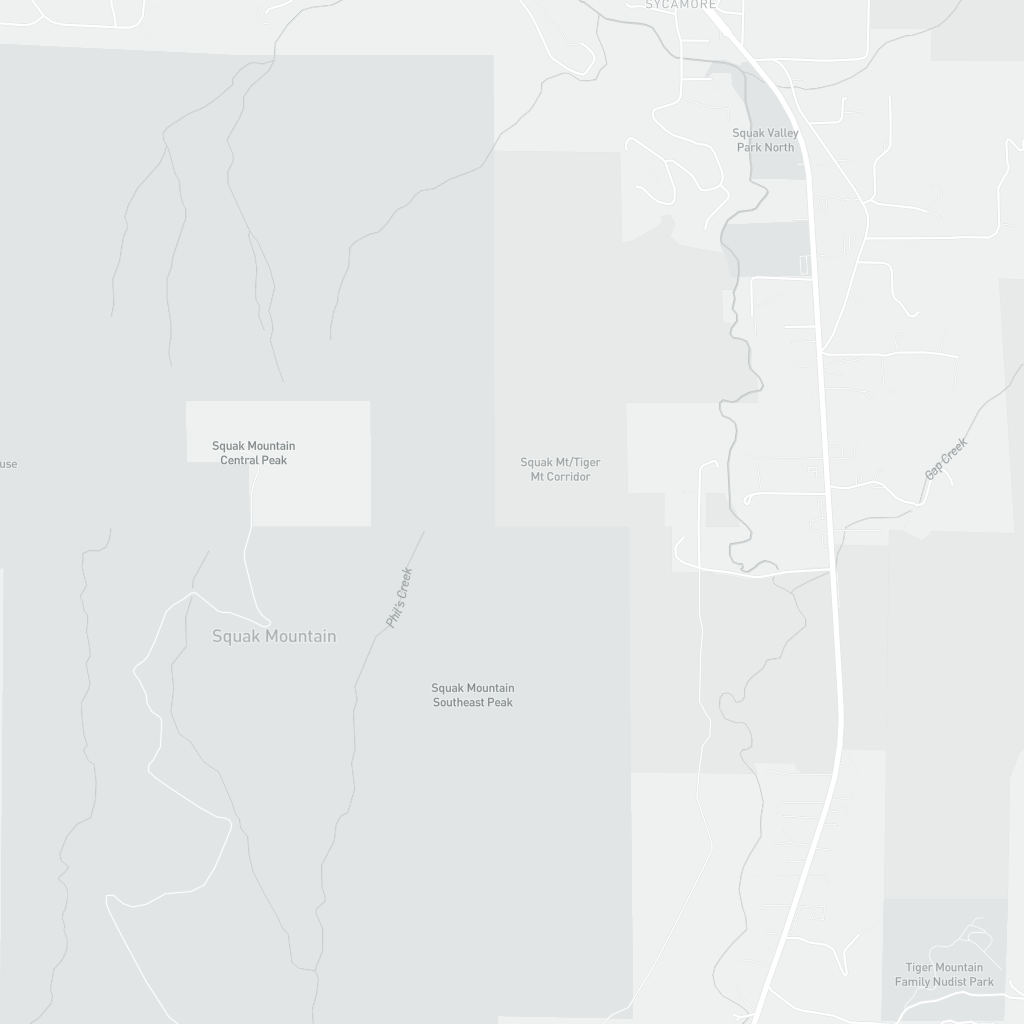 SYCAMORE
Squak Valley
Park North
Squak Mountain
Central Peak
use
Squak Mt/Tiger
Mt Corridor
Gap Creek
Phil's Creek
Squak Mountain
Squak Mountain
Southeast Peak
Tiger Mountain
Family Nudist Park